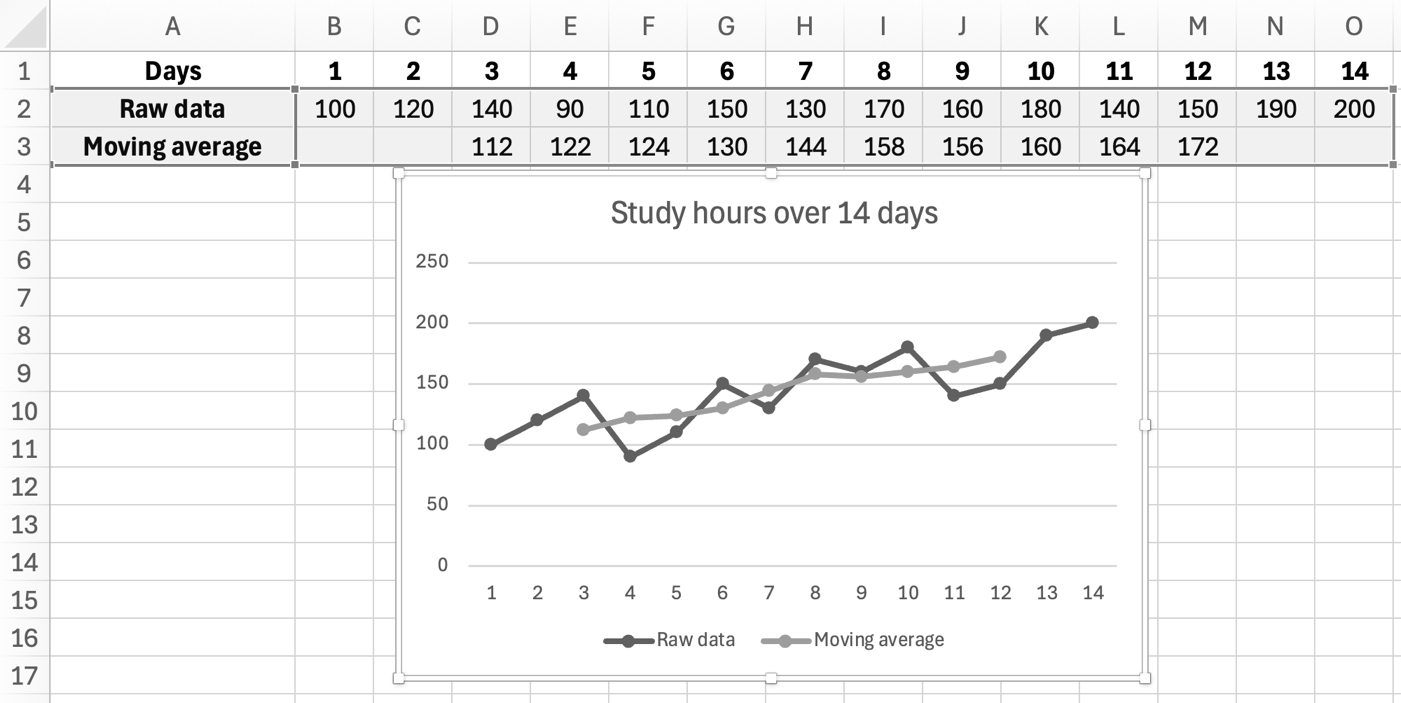 A B C D E F G H I J K L M N O
1 Days 1 2 3 4 5 6 7 8 9 10 11 12 13 14
2 Raw data 100 120 140 90 110 150 130 170 160 180 140 150 190 200
3 Moving average 112 122 124 130 144 158 156 160 164 172
4
5
6
7
8
9
10
11
12
13
14
15
16
17
Study hours over 14 days
250
200
150
100
50
0
1 2 3 4 5 6 7 8 9 10 11 12 13 14
Raw data Moving average